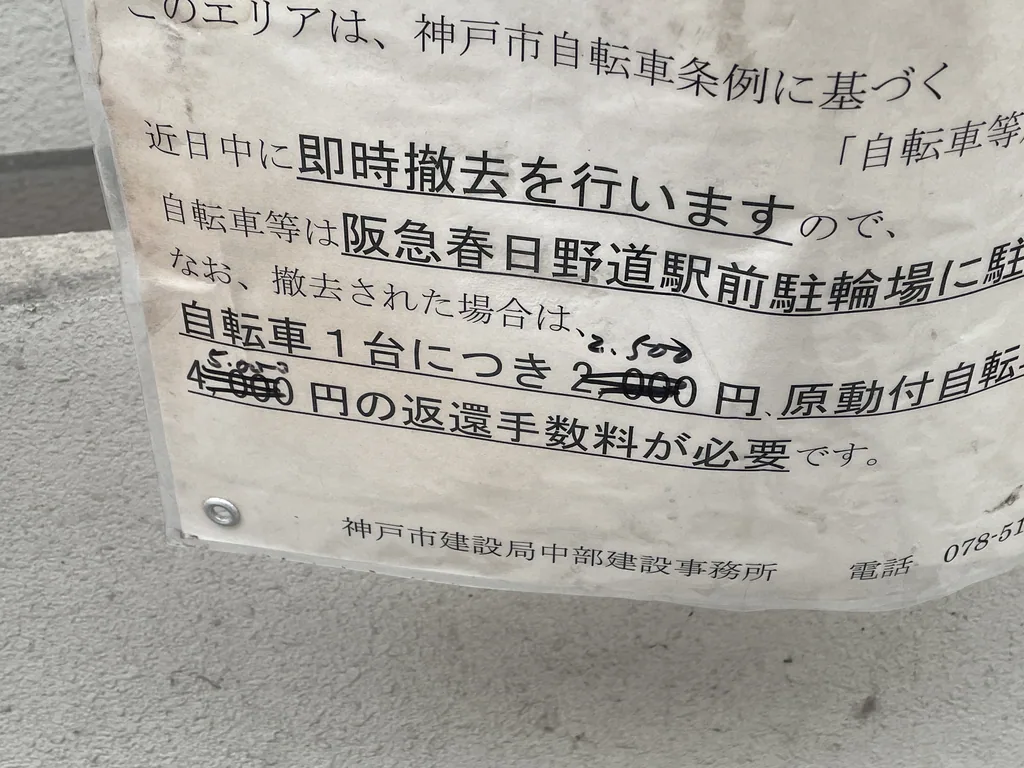 このエリアは、神戸市自転車条例に基づく
「自転車等
近日中に即時撤去を行いますので、
自転車等は阪急春日野道駅前駐輪場に駐
なお、撤去された場合は、
2.500
自転車1台につき 2,000 円、原動付自転
5.000
4,000 円の返還手数料が必要です。
神戸市建設局中部建設事務所 電話 078-51